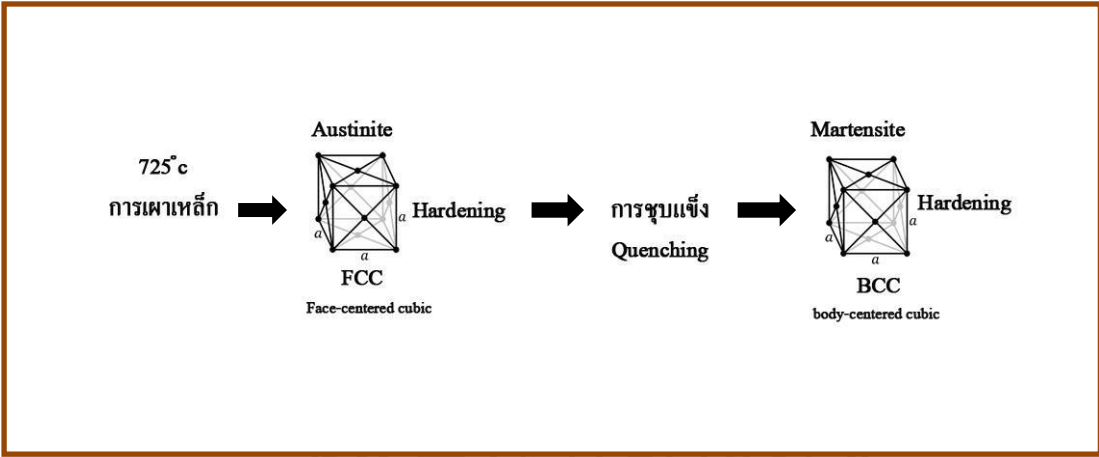 725°c
การเผาเหล็ก
Austinite
a
a
a
Hardening
FCC
Face-centered cubic
การชุบแข็ง
Quenching
Martensite
a
a
a
Hardening
BCC
body-centered cubic